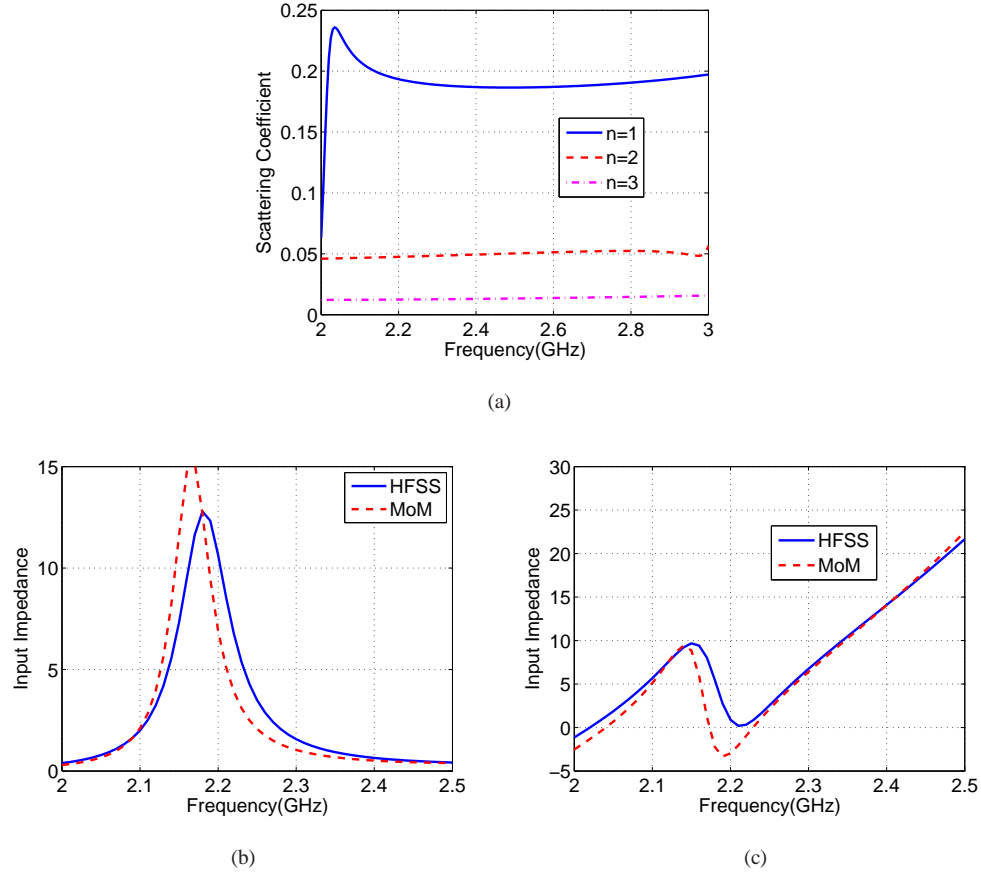 0.25
0.2
0.15
0.1
0.05
0
Scattering Coefficient
n=1
n=2
n=3
2 2.2 2.4 2.6 2.8 3
Frequency(GHz)
(a)
15
10
5
0
Input Impedance
HFSS
MoM
2 2.1 2.2 2.3 2.4 2.5
Frequency(GHz)
(b)
30
25
20
15
10
5
0
−5
Input Impedance
HFSS
MoM
2 2.1 2.2 2.3 2.4 2.5
Frequency(GHz)
(c)